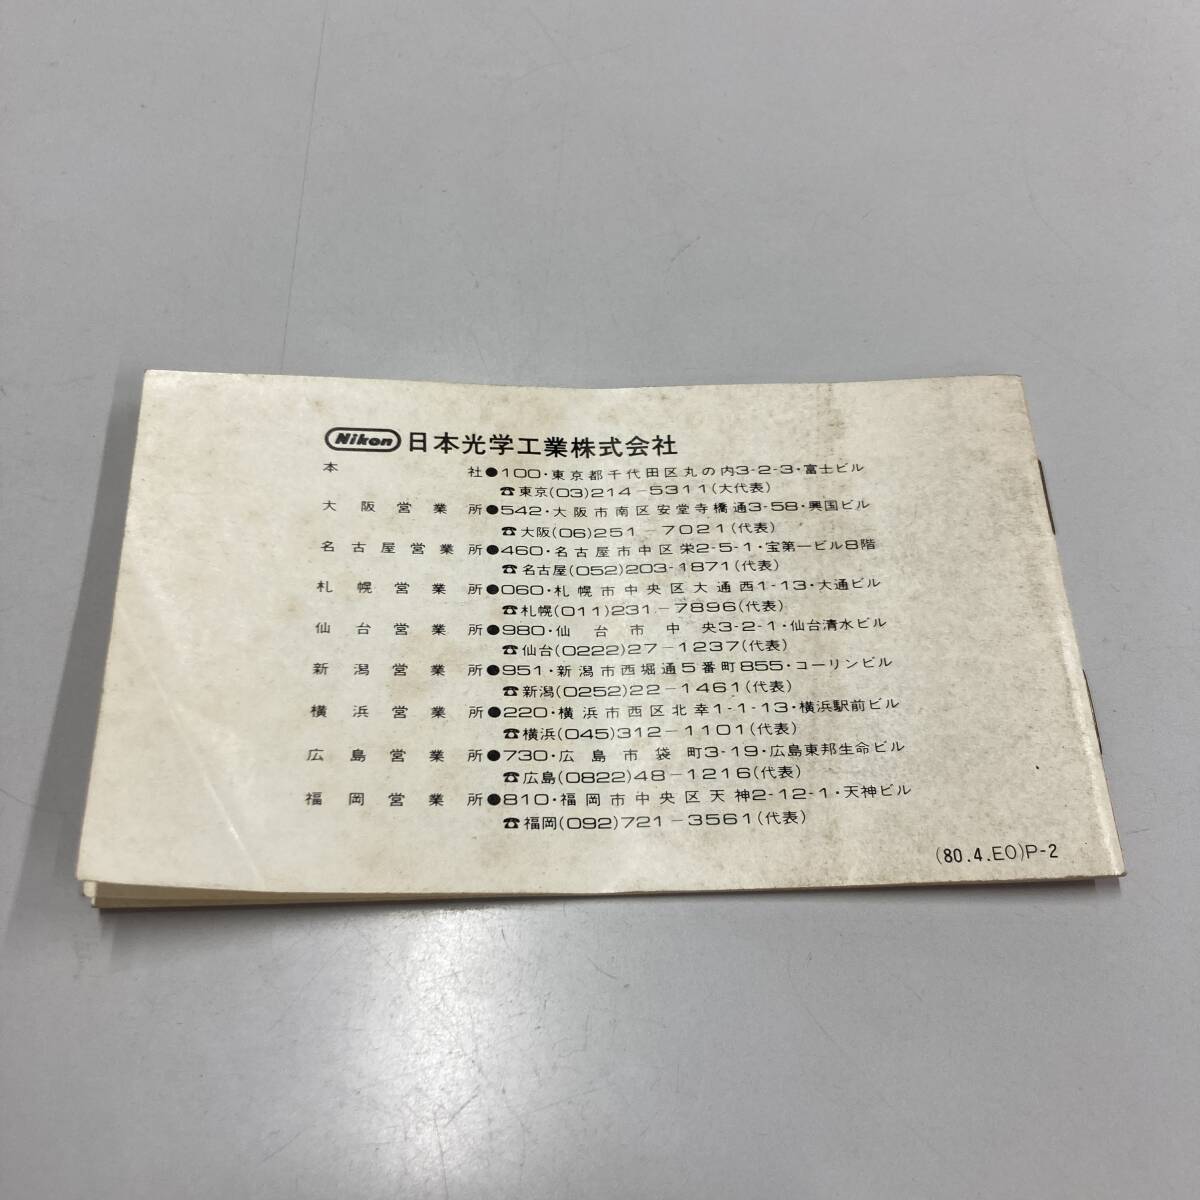 Nikon 日本光学工業株式会社
本社●100・東京都千代田区丸の内3-2-3・富士ビル
☎東京(03)214-5311(大代表)
大阪営業所●542・大阪市南区安堂寺橋通3-58・興国ビル
☎大阪(06)251-7021(代表)
名古屋営業所●460・名古屋市中区栄2-5-1・宝第一ビル8階
☎名古屋(052)203-1871(代表)
札幌営業所●060・札幌市中央区大通西1-13・大通ビル
☎札幌(011)231-7896(代表)
仙台営業所●980・仙台市中央3-2-1・仙台清水ビル
☎仙台(0222)27-1237(代表)
新潟営業所●951・新潟市西堀通5番町855・コーリンビル
☎新潟(0252)22-1461(代表)
横浜営業所●220・横浜市西区北幸1-1-13・横浜駅前ビル
☎横浜(045)312-1101(代表)
広島営業所●730・広島市袋町3-19・広島東邦生命ビル
☎広島(0822)48-1216(代表)
福岡営業所●810・福岡市中央区天神2-12-1・天神ビル
☎福岡(092)721-3561(代表)
(80.4.EO)P-2